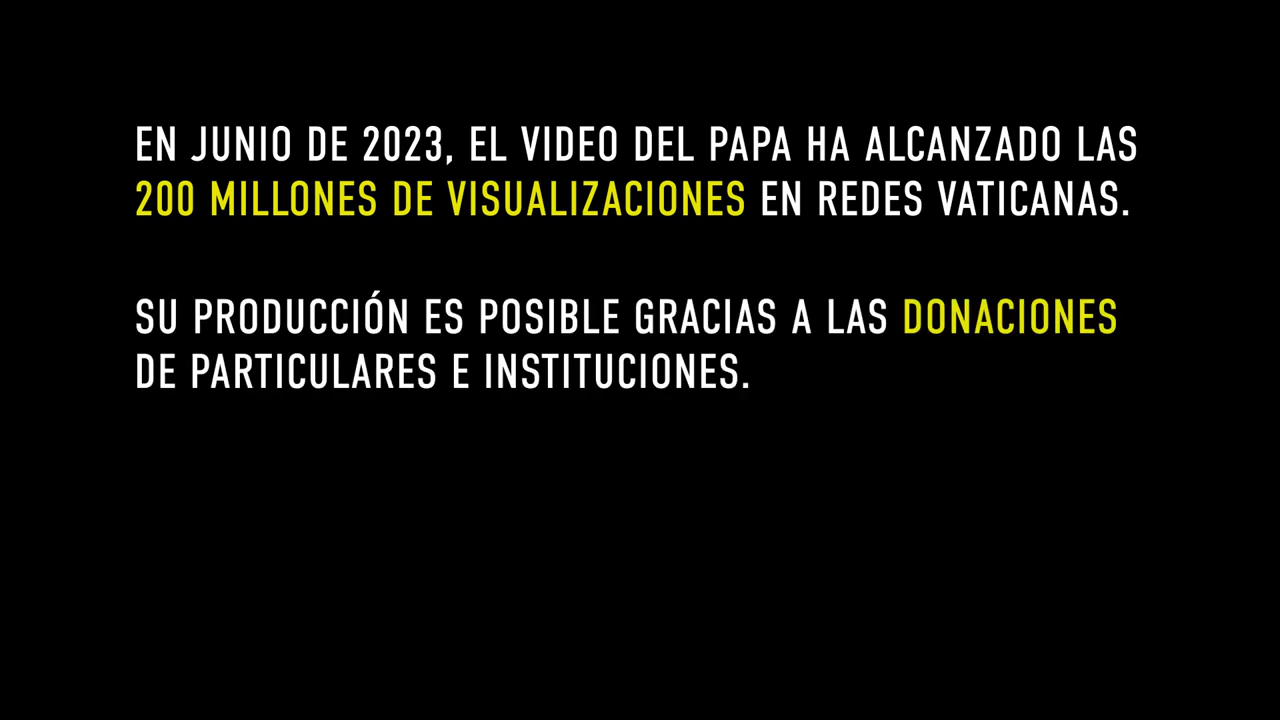 EN JUNIO DE 2023, EL VIDEO DEL PAPA HA ALCANZADO LAS
200 MILLONES DE VISUALIZACIONES EN REDES VATICANAS.
SU PRODUCCIÓN ES POSIBLE GRACIAS A LAS DONACIONES
DE PARTICULARES E INSTITUCIONES.